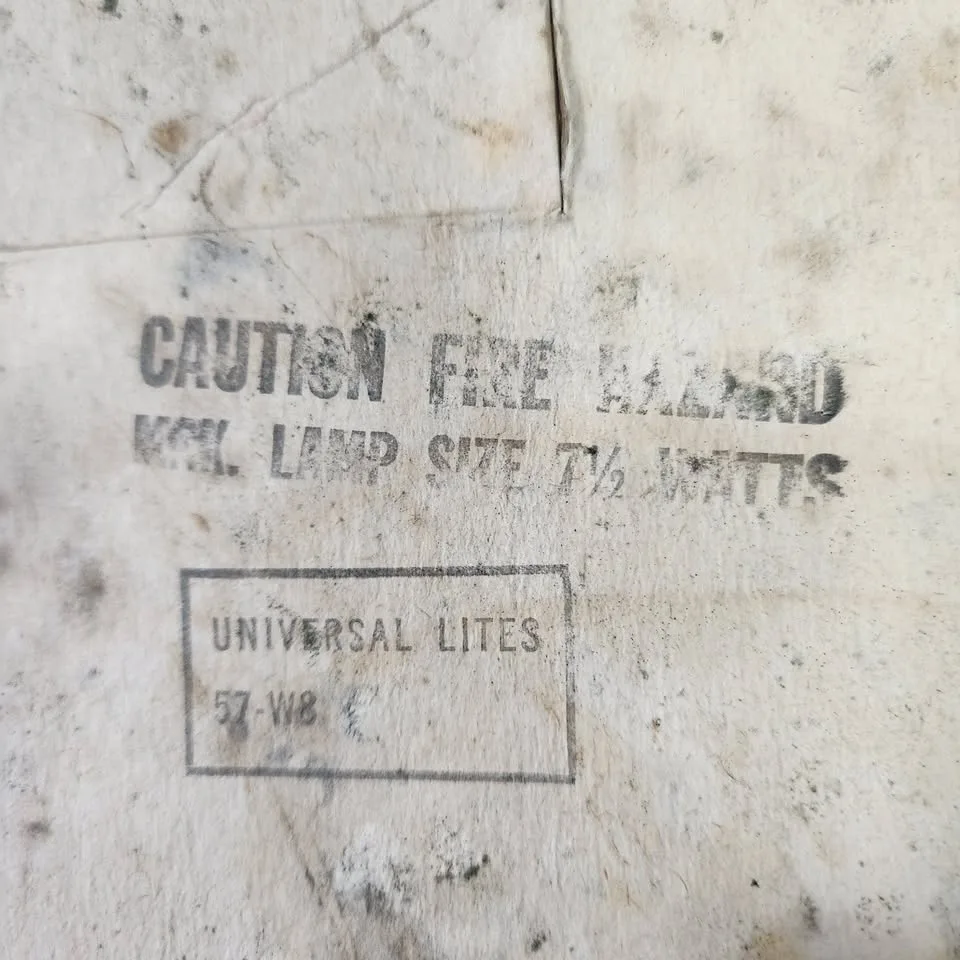 CAUTION FIRE HAZARD
LAMP SIZE 7½ WATTS
UNIVERSAL LITES
57-W8